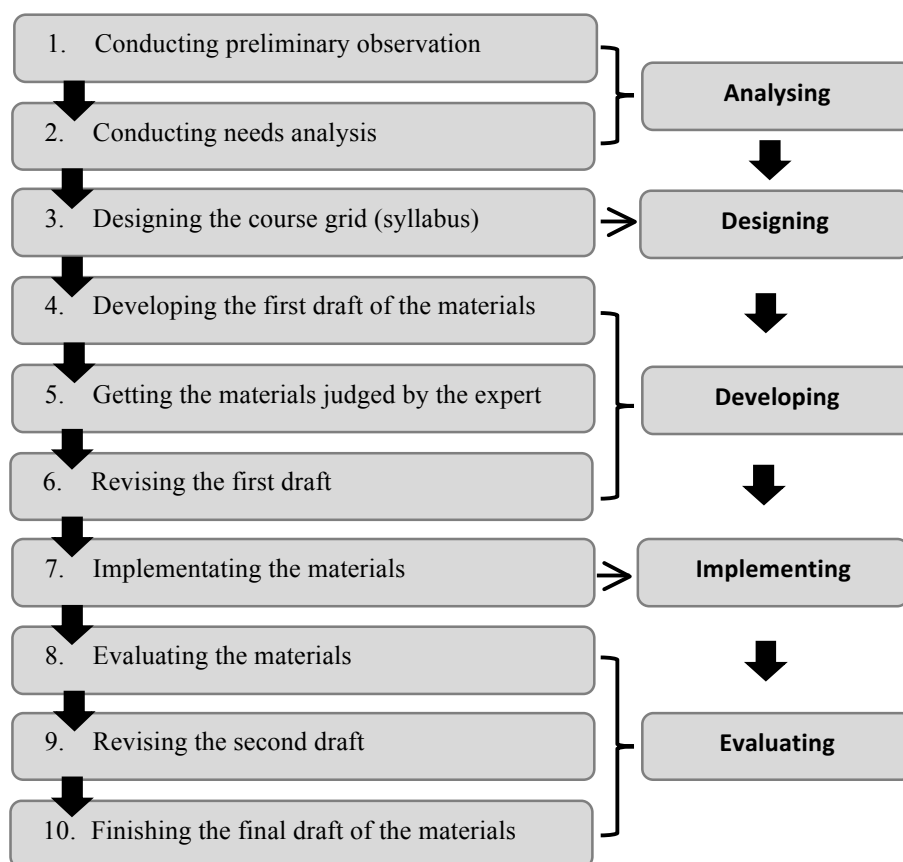 1. Conducting preliminary observation
2. Conducting needs analysis
3. Designing the course grid (syllabus)
4. Developing the first draft of the materials
5. Getting the materials judged by the expert
6. Revising the first draft
7. Implementating the materials
8. Evaluating the materials
9. Revising the second draft
10. Finishing the final draft of the materials
Analysing
Designing
Developing
Implementing
Evaluating